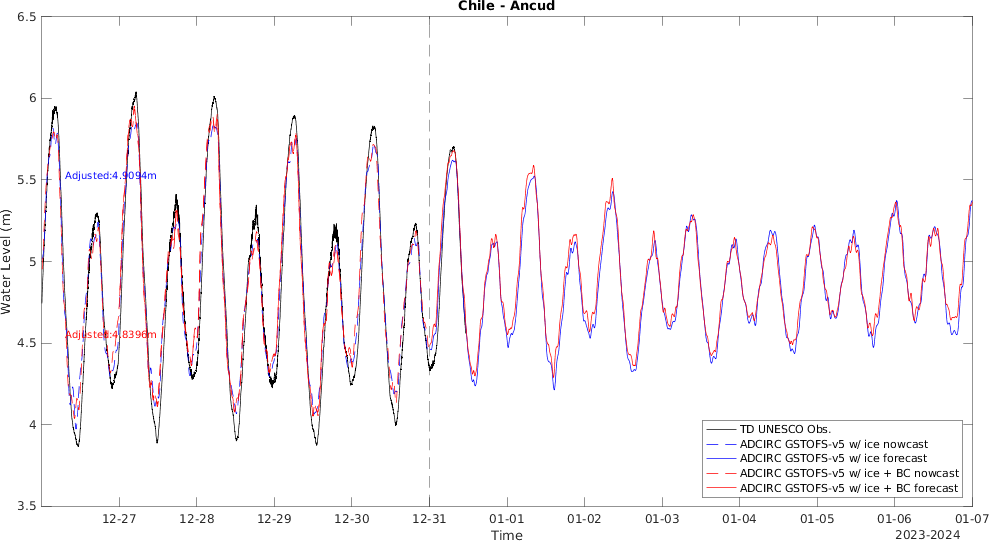 Chile - Ancud
6.5
6
5.5
5
4.5
4
3.5
Water Level (m)
Adjusted:4.9094m
Adjusted:4.8396m
TD UNESCO Obs.
ADCIRC GSTOFS-v5 w/ ice nowcast
ADCIRC GSTOFS-v5 w/ ice forecast
ADCIRC GSTOFS-v5 w/ ice + BC nowcast
ADCIRC GSTOFS-v5 w/ ice + BC forecast
12-27 12-28 12-29 12-30 12-31 01-01 01-02 01-03 01-04 01-05 01-06 01-07
Time
2023-2024